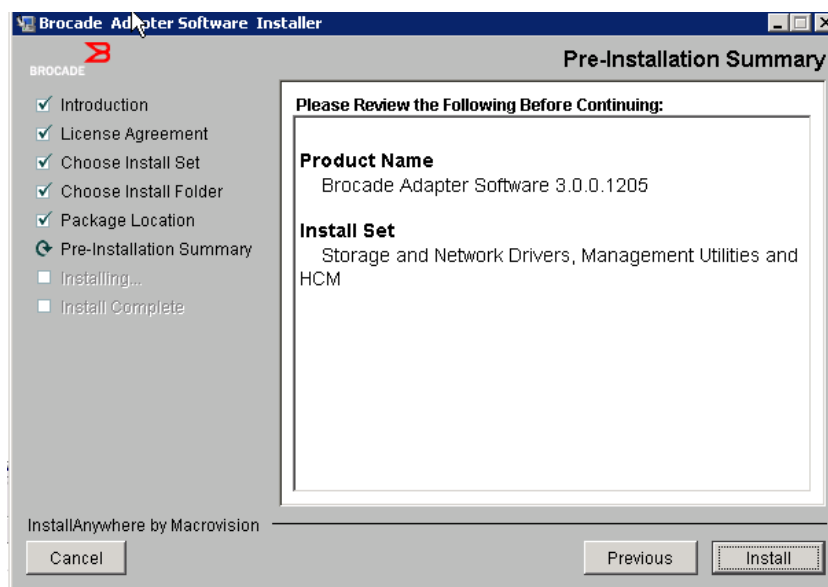 Brocade Adapter Software Installer
BROCADE
Pre-Installation Summary
Introduction
License Agreement
Choose Install Set
Choose Install Folder
Package Location
Pre-Installation Summary
Installing...
Install Complete
Please Review the Following Before Continuing:
Product Name
Brocade Adapter Software 3.0.0.1205
Install Set
Storage and Network Drivers, Management Utilities and
HCM
InstallAnywhere by Macrovision
Cancel
Previous
Install